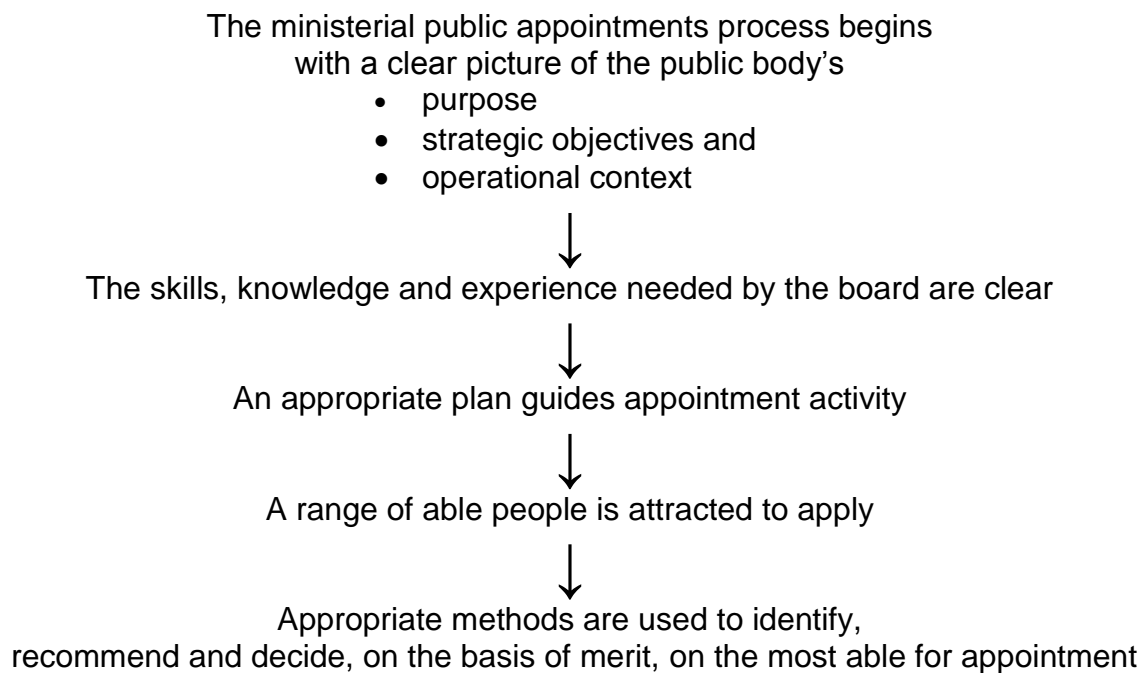 The ministerial public appointments process begins
with a clear picture of the public body's
• purpose
• strategic objectives and
• operational context
The skills, knowledge and experience needed by the board are clear
An appropriate plan guides appointment activity
A range of able people is attracted to apply
Appropriate methods are used to identify,
recommend and decide, on the basis of merit, on the most able for appointment